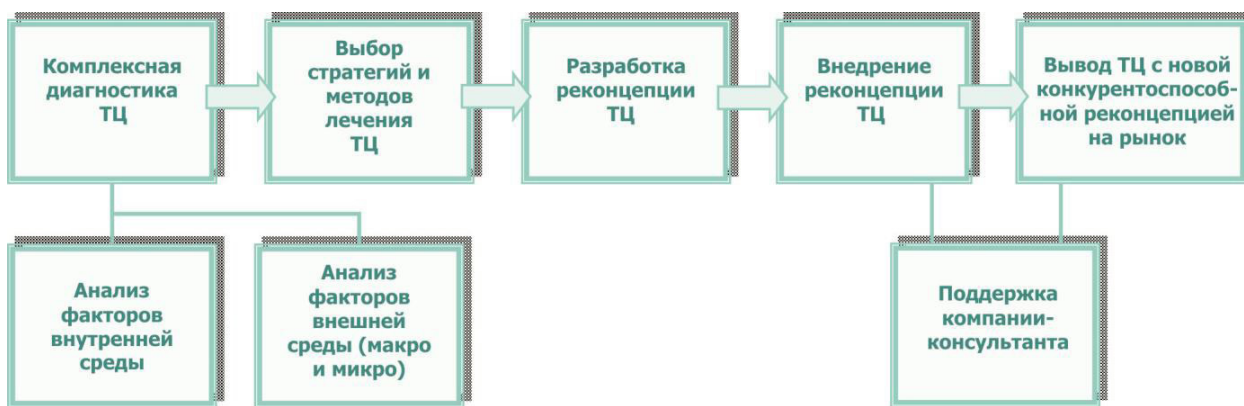 Комплексная
диагностика
ТЦ
Выбор
стратегий и
методов
лечения
ТЦ
Разработка
реконцепции
ТЦ
Внедрение
реконцепции
ТЦ
Вывод ТЦ с новой
конкурентоспособ-
ной реконцепцией
на рынок
Анализ
факторов
внутренней
среды
Анализ
факторов
внешней
среды (макро
и микро)
Поддержка
компании-
консультанта